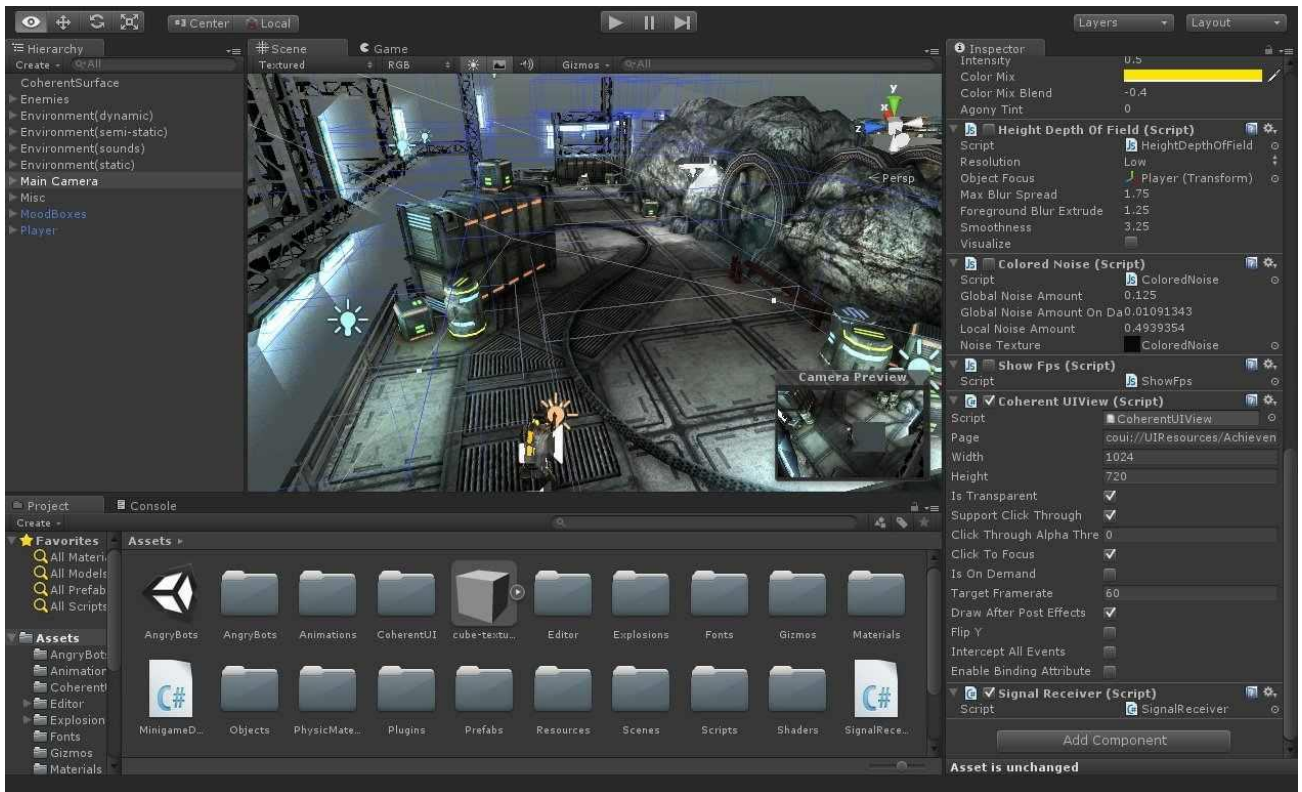 Center Local
Layers Layout
Hierarchy
Create All
CoherentSurface
Enemies
Environment(dynamic)
Environment(semi-static)
Environment(sounds)
Environment(static)
Main Camera
Misc
MoodBoxes
Player
Scene Game
Textured RGB Gizmos All
y
x
z
Persp
Camera Preview
Project Console
Create
Favorites
All Materi
All Models
All Prefab
All Scripts
Assets
AngryBot
Animation
Coherent
Editor
Explosion
Fonts
Gizmos
Materials
Assets
AngryBots AngryBots Animations CoherentUI cube-textu... Editor Explosions Fonts Gizmos Materials
C# C#
MinigameD... Objects PhysicMate... Plugins Prefabs Resources Scenes Scripts Shaders SignalRece...
Inspector
Intensity 0.5
Color Mix
Color Mix Blend -0.4
Agony Tint 0
Height Depth Of Field (Script)
Script HeightDepthOfField
Resolution Low
Object Focus Player (Transform)
Max Blur Spread 1.75
Foreground Blur Extrude 1.25
Smoothness 3.25
Visualize
Colored Noise (Script)
Script ColoredNoise
Global Noise Amount 0.125
Global Noise Amount On Da 0.01091343
Local Noise Amount 0.4939354
Noise Texture ColoredNoise
Show Fps (Script)
Script ShowFps
Coherent UIView (Script)
Script CoherentUIView
Page coui://UIResources/Achieven
Width 1024
Height 720
Is Transparent
Support Click Through
Click Through Alpha Thre 0
Click To Focus
Is On Demand
Target Framerate 60
Draw After Post Effects
Flip Y
Intercept All Events
Enable Binding Attribute
Signal Receiver (Script)
Script SignalReceiver
Add Component
Asset is unchanged